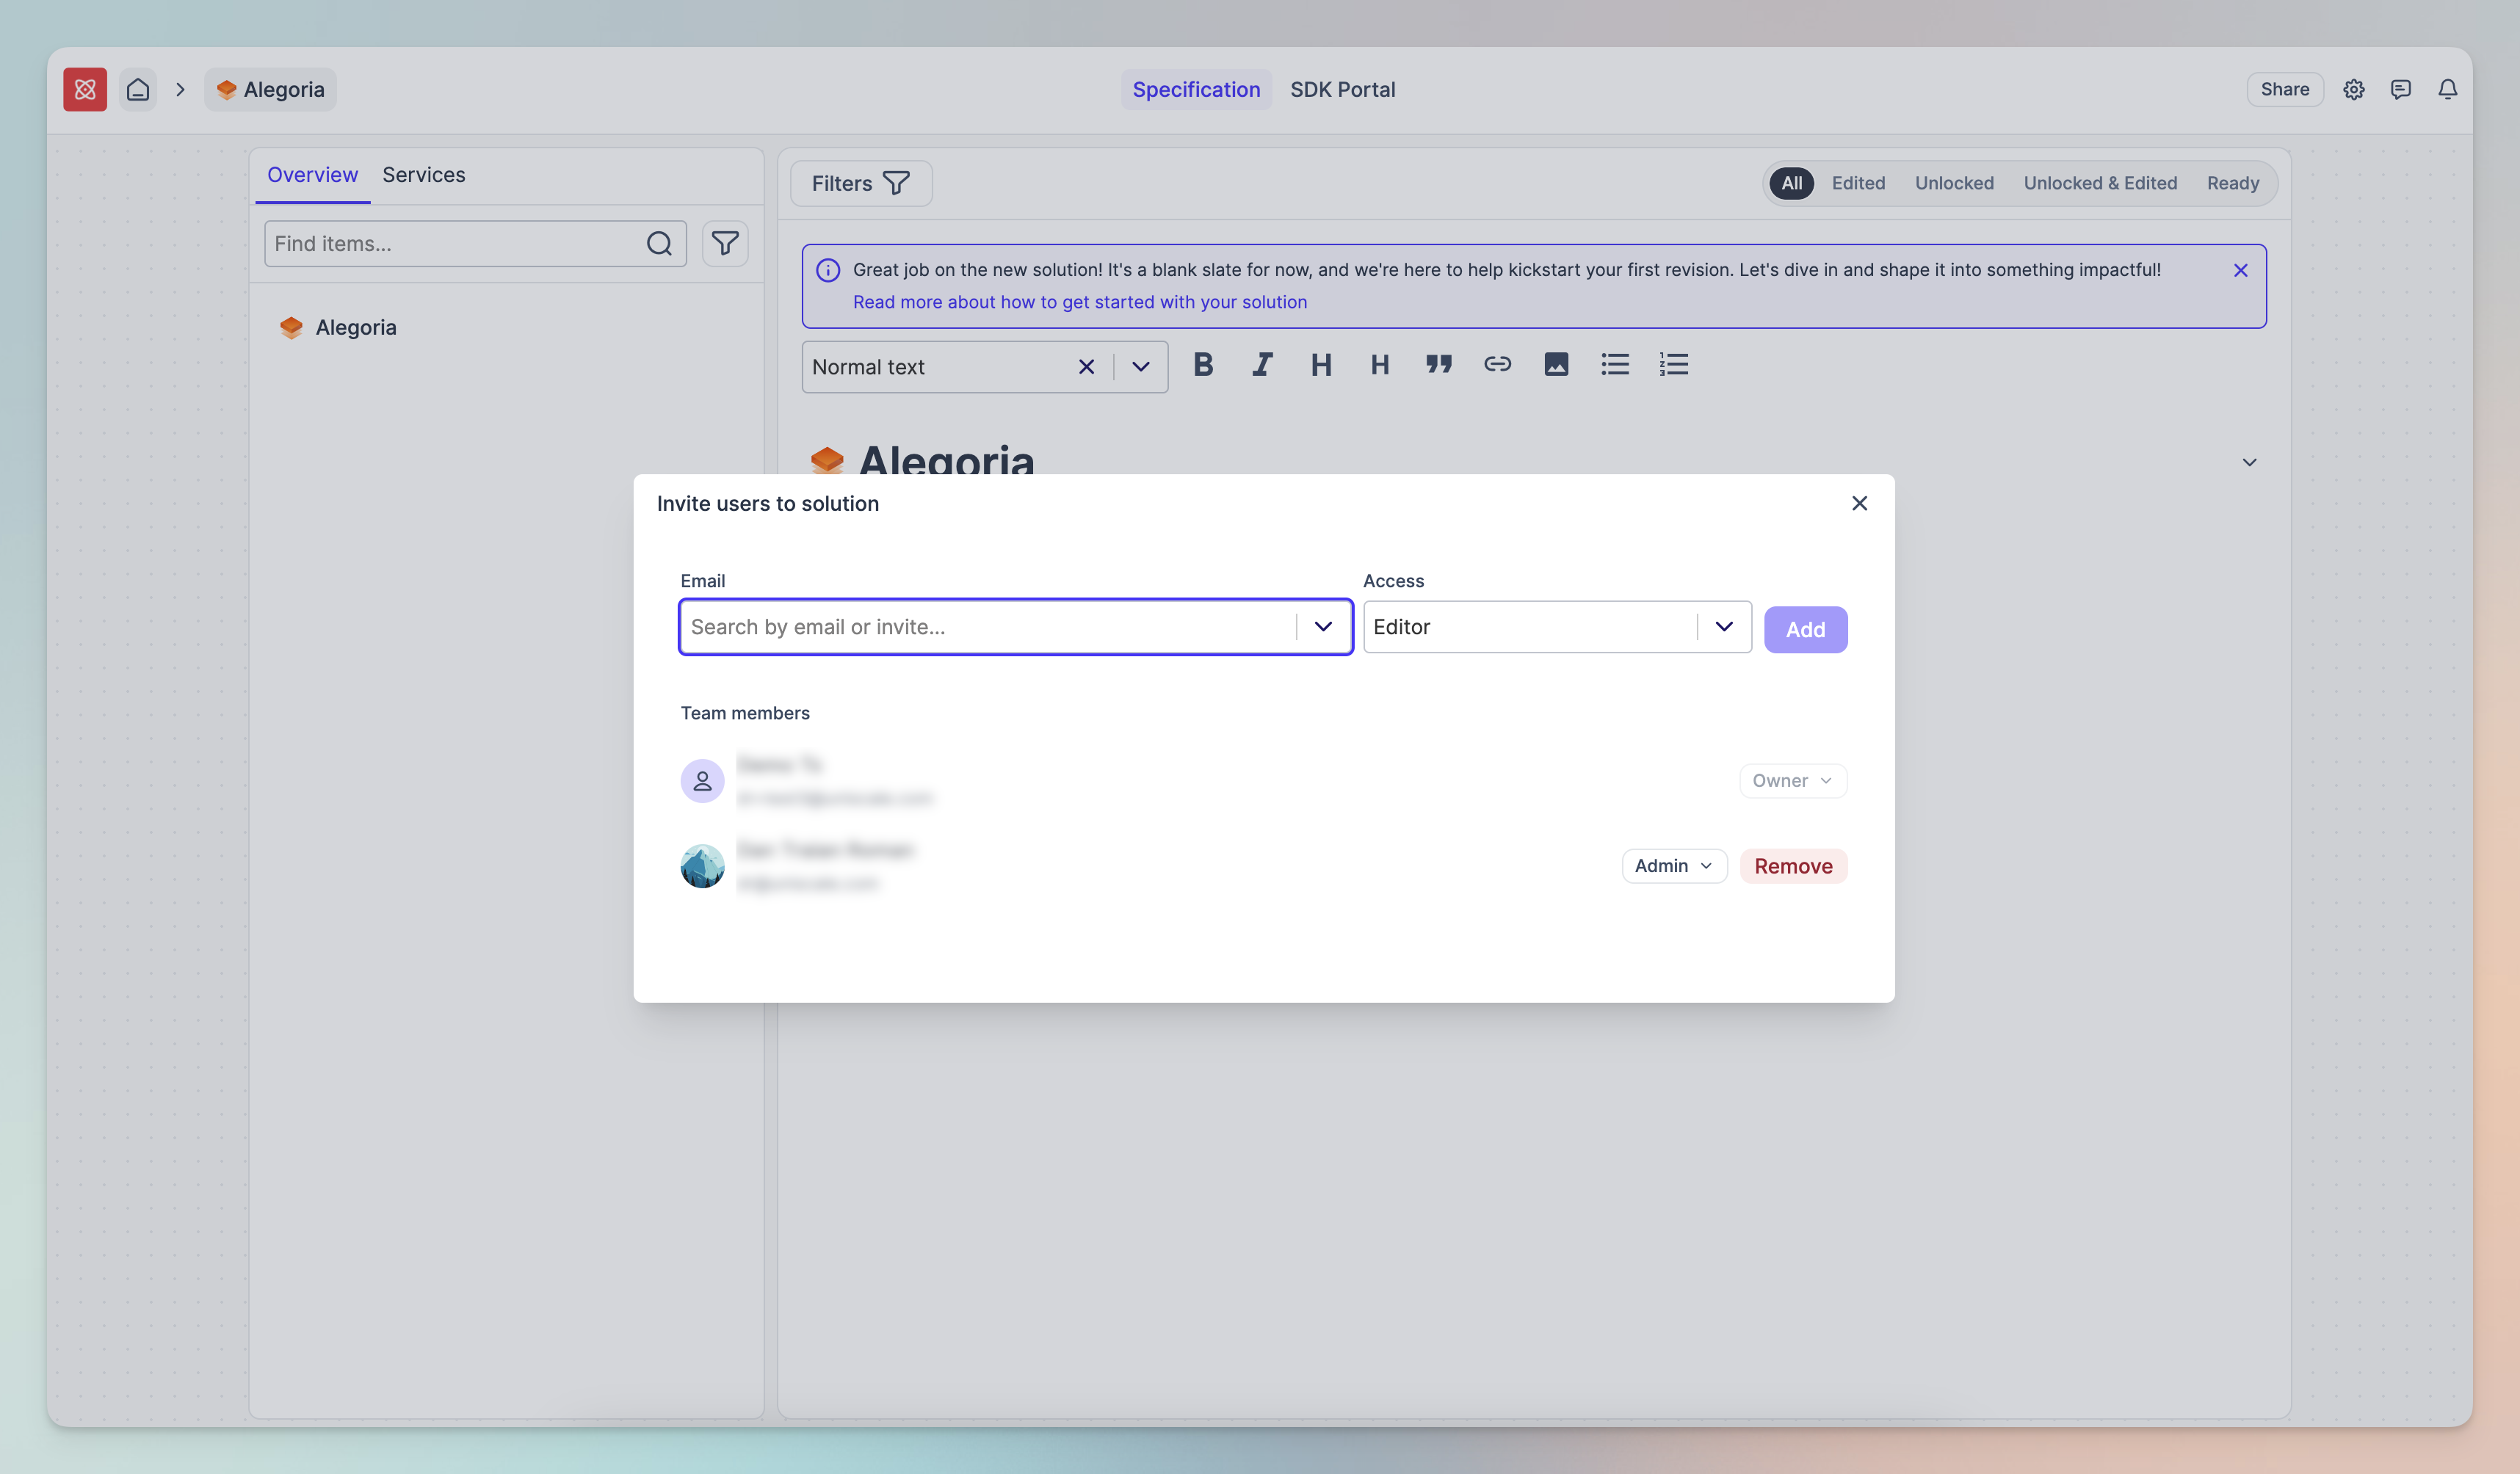 Alegoria
Specification
SDK Portal
Share
Overview
Services
Find items...
Alegoria
Filters
All
Edited
Unlocked
Unlocked & Edited
Ready
Great job on the new solution! It's a blank slate for now, and we're here to help kickstart your first revision. Let's dive in and shape it into something impactful!
Read more about how to get started with your solution
Normal text
B I H H
Alegoria
Invite users to solution
Email
Access
Search by email or invite...
Editor
Add
Team members
Owner
Admin
Remove